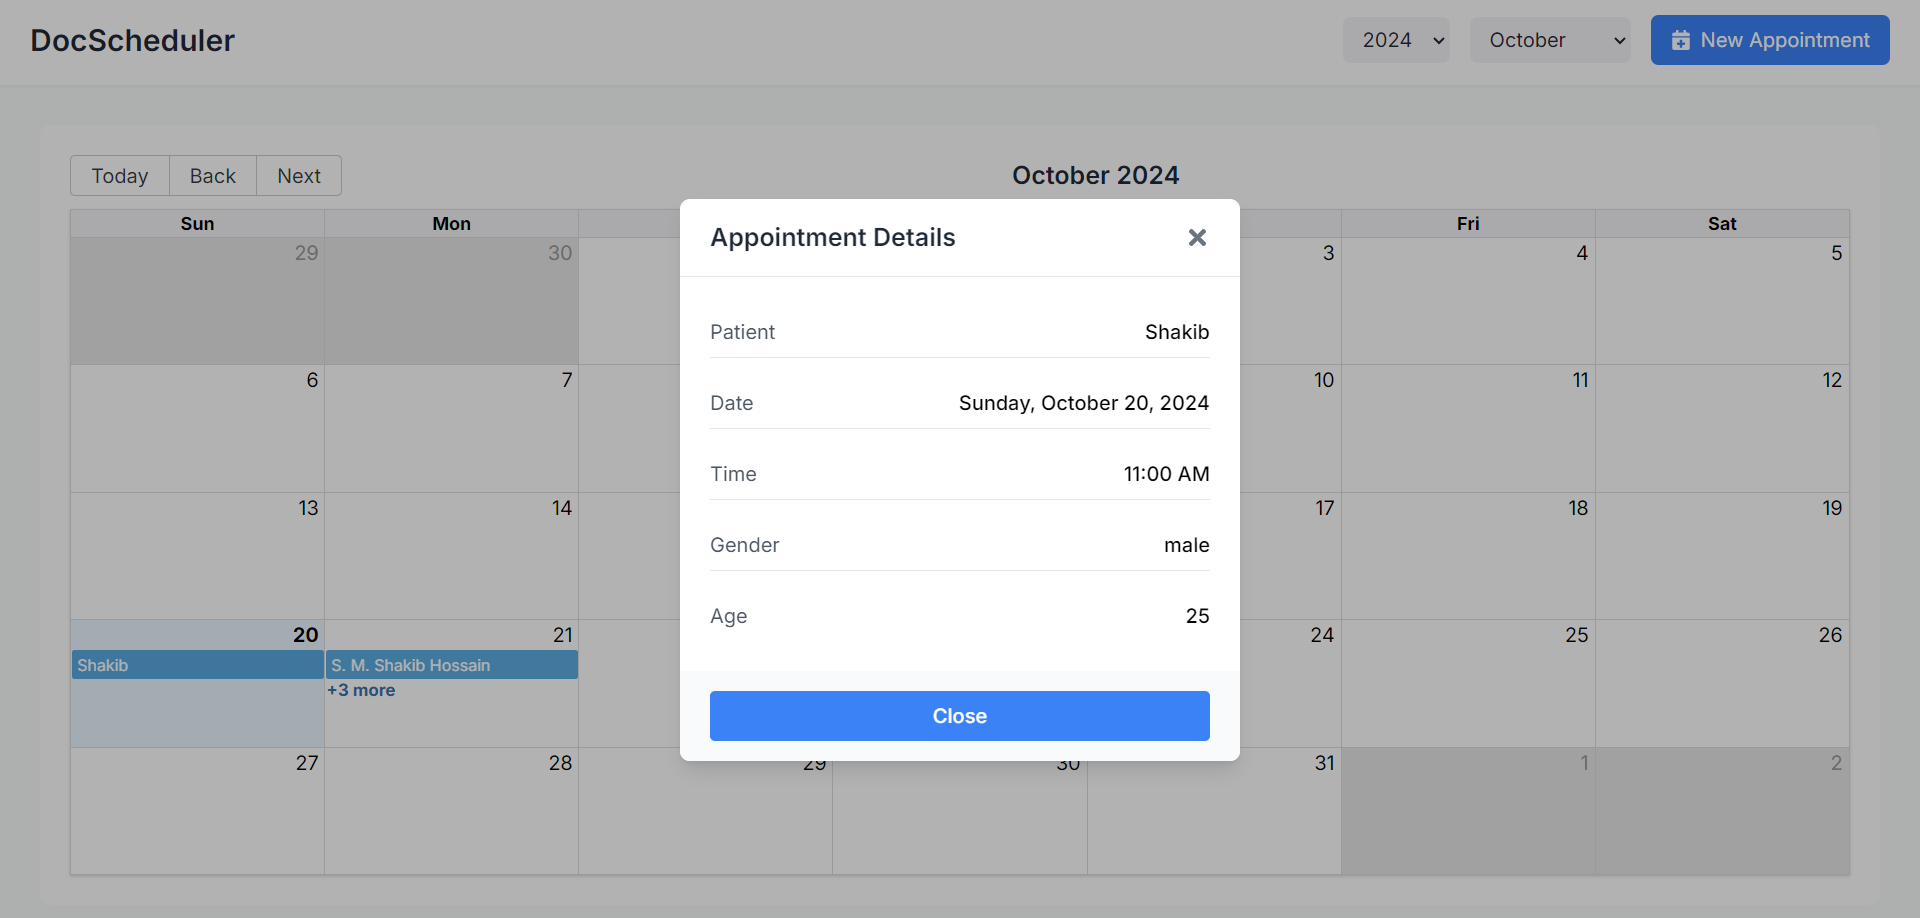 DocScheduler
2024
October
New Appointment
Today Back Next
October 2024
Sun Mon Fri Sat
29 30 3 4 5
6 7 10 11 12
13 14 17 18 19
20 21 24 25 26
Shakib S. M. Shakib Hossain
+3 more
27 28 29 30 31 1 2
Appointment Details
Patient Shakib
Date Sunday, October 20, 2024
Time 11:00 AM
Gender male
Age 25
Close